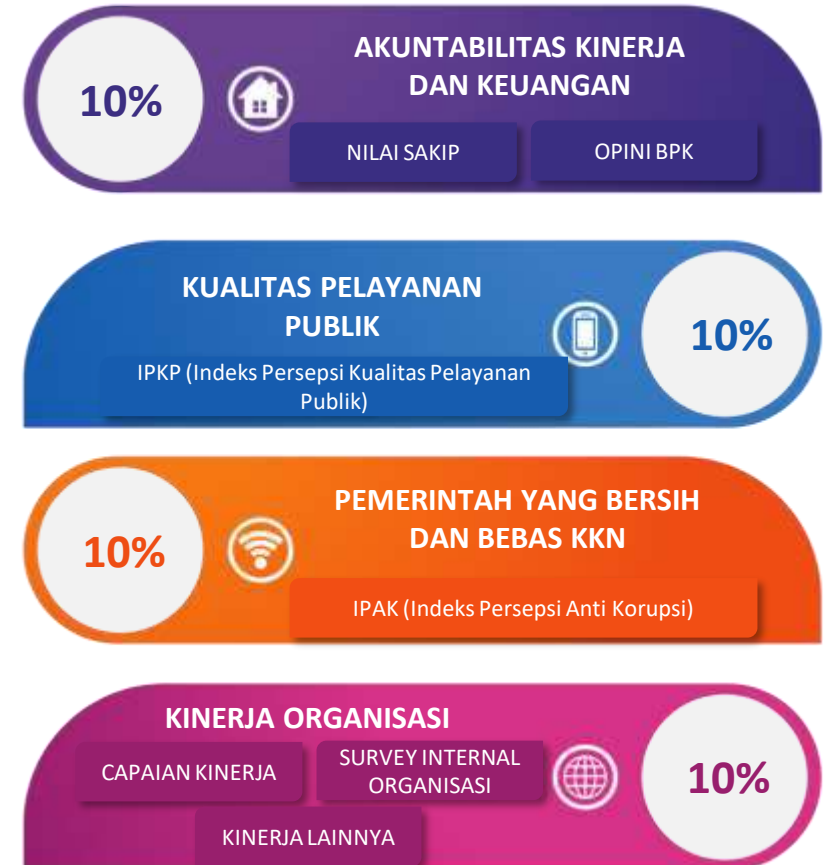 10%
AKUNTABILITAS KINERJA
DAN KEUANGAN
NILAI SAKIP
OPINI BPK
KUALITAS PELAYANAN
PUBLIK
IPKP (Indeks Persepsi Kualitas Pelayanan
Publik)
10%
10%
PEMERINTAH YANG BERSIH
DAN BEBAS KKN
IPAK (Indeks Persepsi Anti Korupsi)
KINERJA ORGANISASI
CAPAIAN KINERJA
SURVEY INTERNAL
ORGANISASI
KINERJA LAINNYA
10%